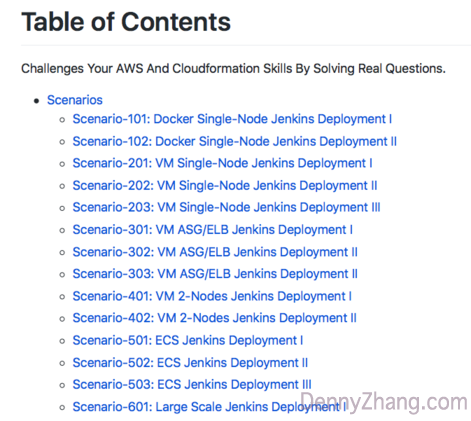 Table of Contents
Challenges Your AWS And Cloudformation Skills By Solving Real Questions.
Scenarios
Scenario-101: Docker Single-Node Jenkins Deployment I
Scenario-102: Docker Single-Node Jenkins Deployment II
Scenario-201: VM Single-Node Jenkins Deployment I
Scenario-202: VM Single-Node Jenkins Deployment II
Scenario-203: VM Single-Node Jenkins Deployment III
Scenario-301: VM ASG/ELB Jenkins Deployment I
Scenario-302: VM ASG/ELB Jenkins Deployment II
Scenario-303: VM ASG/ELB Jenkins Deployment II
Scenario-401: VM 2-Nodes Jenkins Deployment I
Scenario-402: VM 2-Nodes Jenkins Deployment II
Scenario-501: ECS Jenkins Deployment I
Scenario-502: ECS Jenkins Deployment II
Scenario-503: ECS Jenkins Deployment III
Scenario-601: Large Scale Jenkins Deployment I
DennyZhang.com